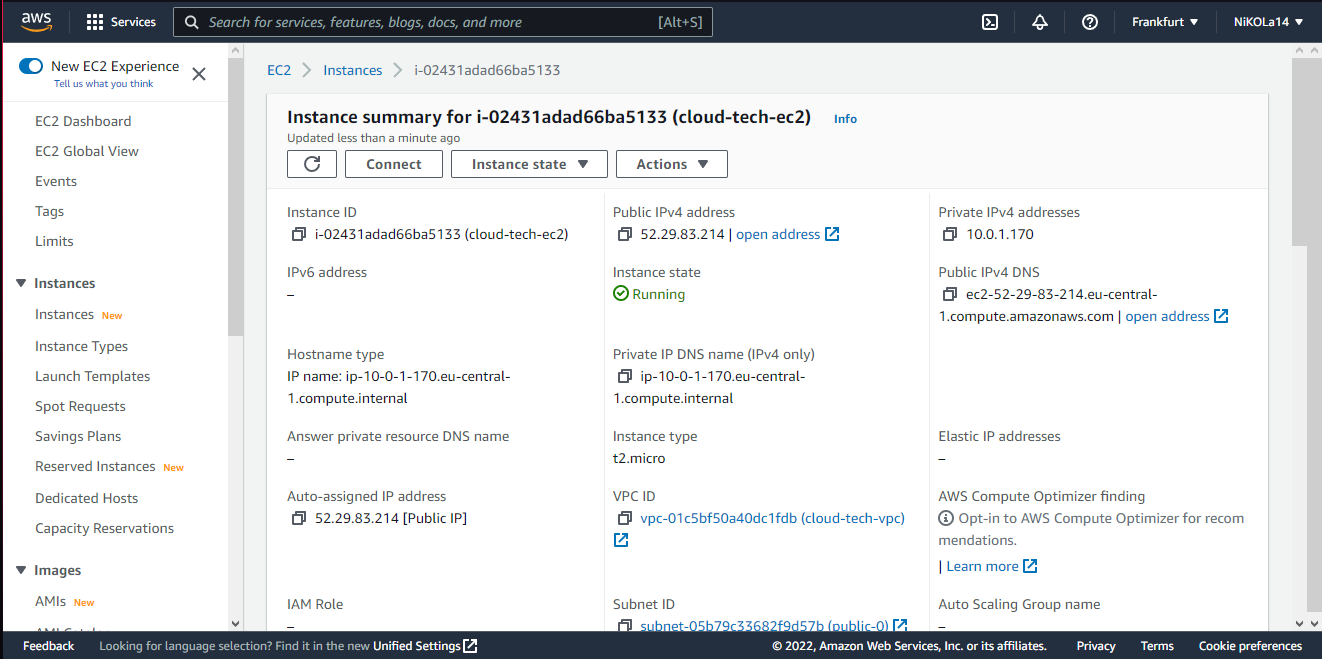 aws Services Search for services, features, blogs, docs, and more [Alt+S] Frankfurt ▼ NiKOLa14 ▼
New EC2 Experience
Tell us what you think
EC2 Dashboard
EC2 Global View
Events
Tags
Limits
Instances
Instances New
Instance Types
Launch Templates
Spot Requests
Savings Plans
Reserved Instances New
Dedicated Hosts
Capacity Reservations
Images
AMIs New
EC2 > Instances > i-02431adad66ba5133
Instance summary for i-02431adad66ba5133 (cloud-tech-ec2) Info
Updated less than a minute ago
Connect Instance state ▼ Actions ▼
Instance ID
i-02431adad66ba5133 (cloud-tech-ec2)
Public IPv4 address
52.29.83.214 | open address
Private IPv4 addresses
10.0.1.170
IPv6 address
–
Instance state
Running
Public IPv4 DNS
ec2-52-29-83-214.eu-central-
1.compute.amazonaws.com | open address
Hostname type
IP name: ip-10-0-1-170.eu-central-
1.compute.internal
Private IP DNS name (IPv4 only)
ip-10-0-1-170.eu-central-
1.compute.internal
Answer private resource DNS name
–
Instance type
t2.micro
Elastic IP addresses
–
Auto-assigned IP address
52.29.83.214 [Public IP]
VPC ID
vpc-01c5bf50a40dc1fdb (cloud-tech-vpc)
AWS Compute Optimizer finding
Opt-in to AWS Compute Optimizer for recom
mendations.
| Learn more
IAM Role
–
Subnet ID
subnet-05b79c33682f9d57b (public-0)
Auto Scaling Group name
–
Feedback Looking for language selection? Find it in the new Unified Settings © 2022, Amazon Web Services, Inc. or its affiliates. Privacy Terms Cookie preferences